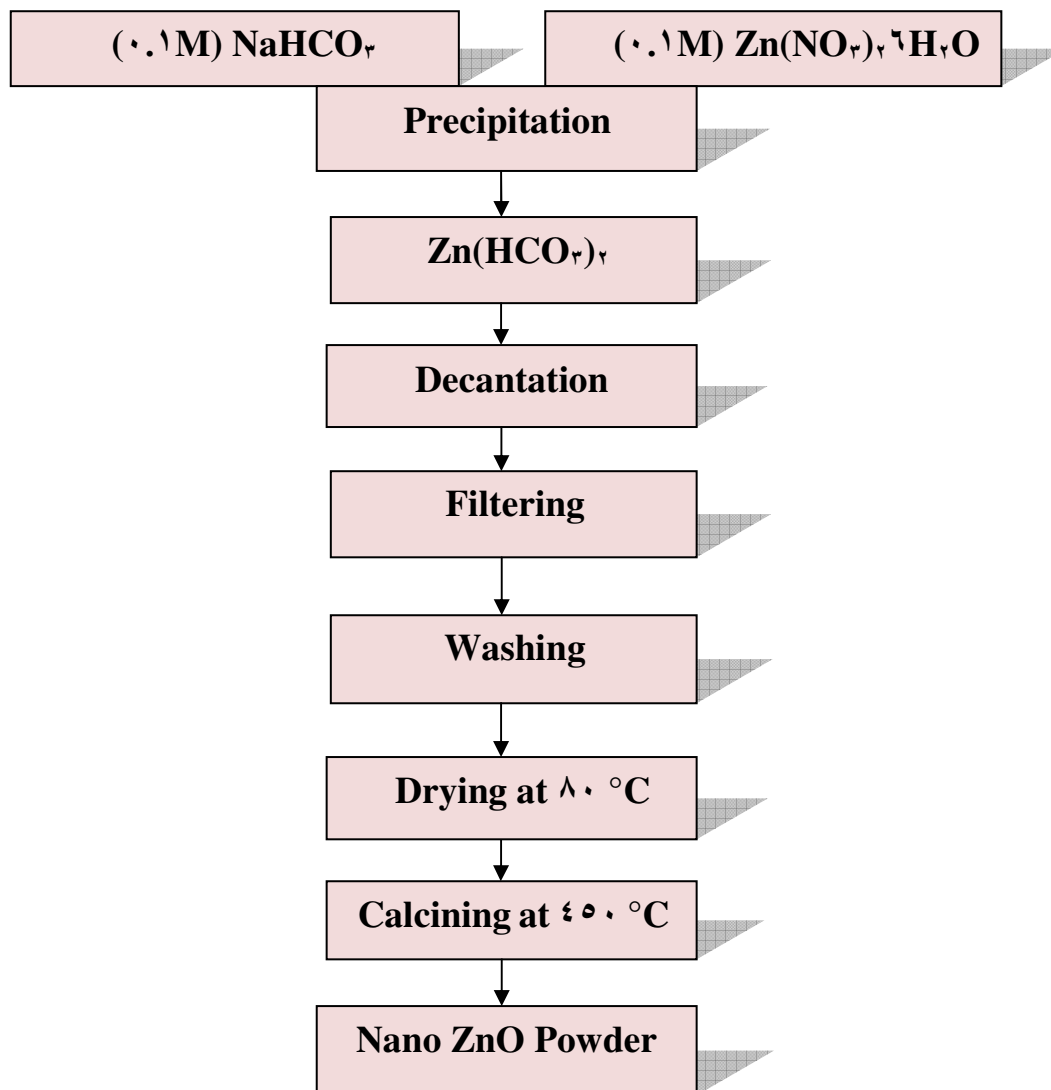 (٠.١M) NaHCO٣
(٠.١M) Zn(NO٣)٢٦H٢O
Precipitation
Zn(HCO٣)٢
Decantation
Filtering
Washing
Drying at ٨٠ °C
Calcining at ٤٥٠ °C
Nano ZnO Powder